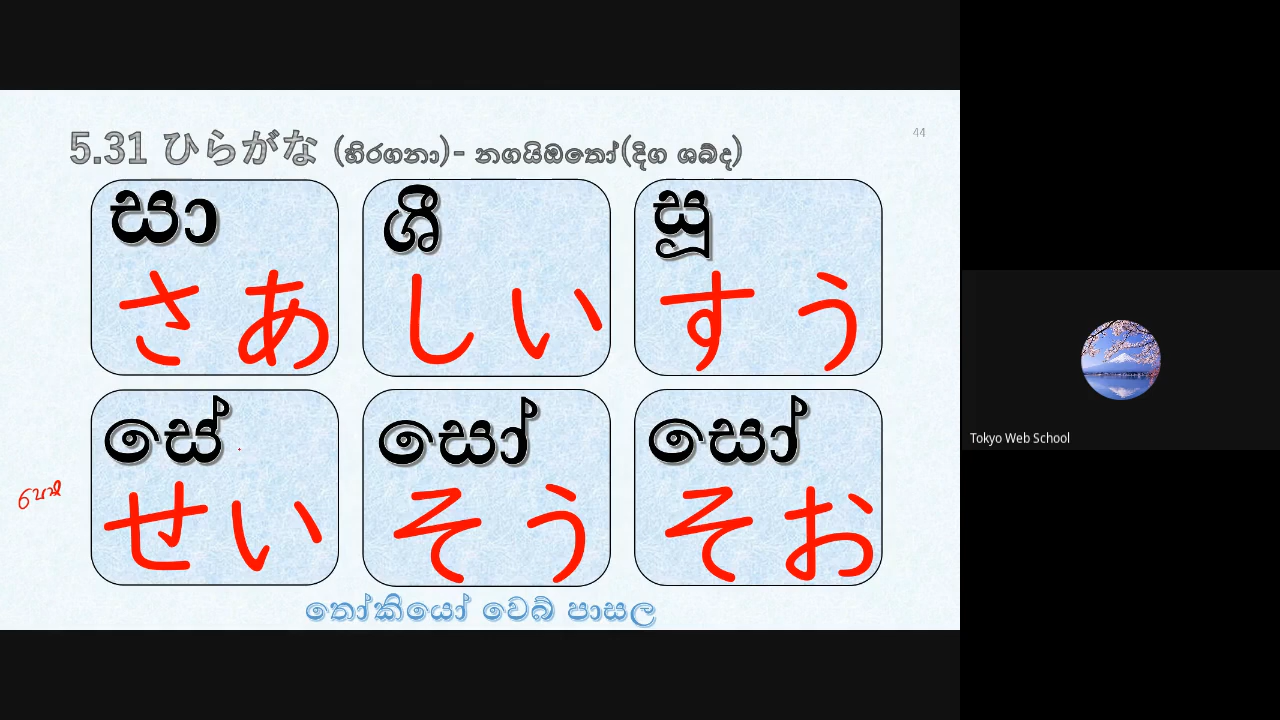 44
5.31 ひらがな (හිරගනා)- නගයිඔතෝ(දිග ශබ්ද)
සා ශී සූ
さあ しい すう
සේ සෝ සෝ
せい そう そお
තෝකියෝ වෙබ් පාසල
Tokyo Web School